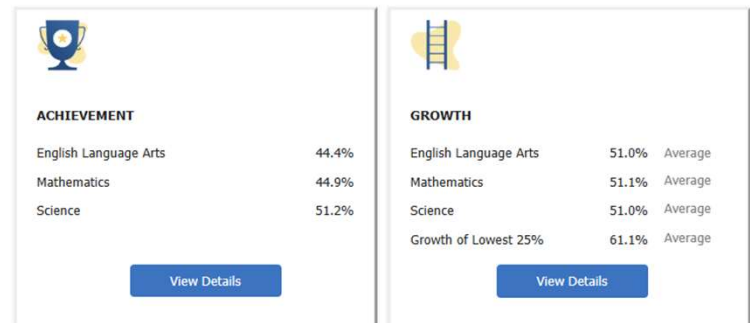 ACHIEVEMENT
English Language Arts 44.4%
Mathematics 44.9%
Science 51.2%
View Details
GROWTH
English Language Arts 51.0% Average
Mathematics 51.1% Average
Science 51.0% Average
Growth of Lowest 25% 61.1% Average
View Details